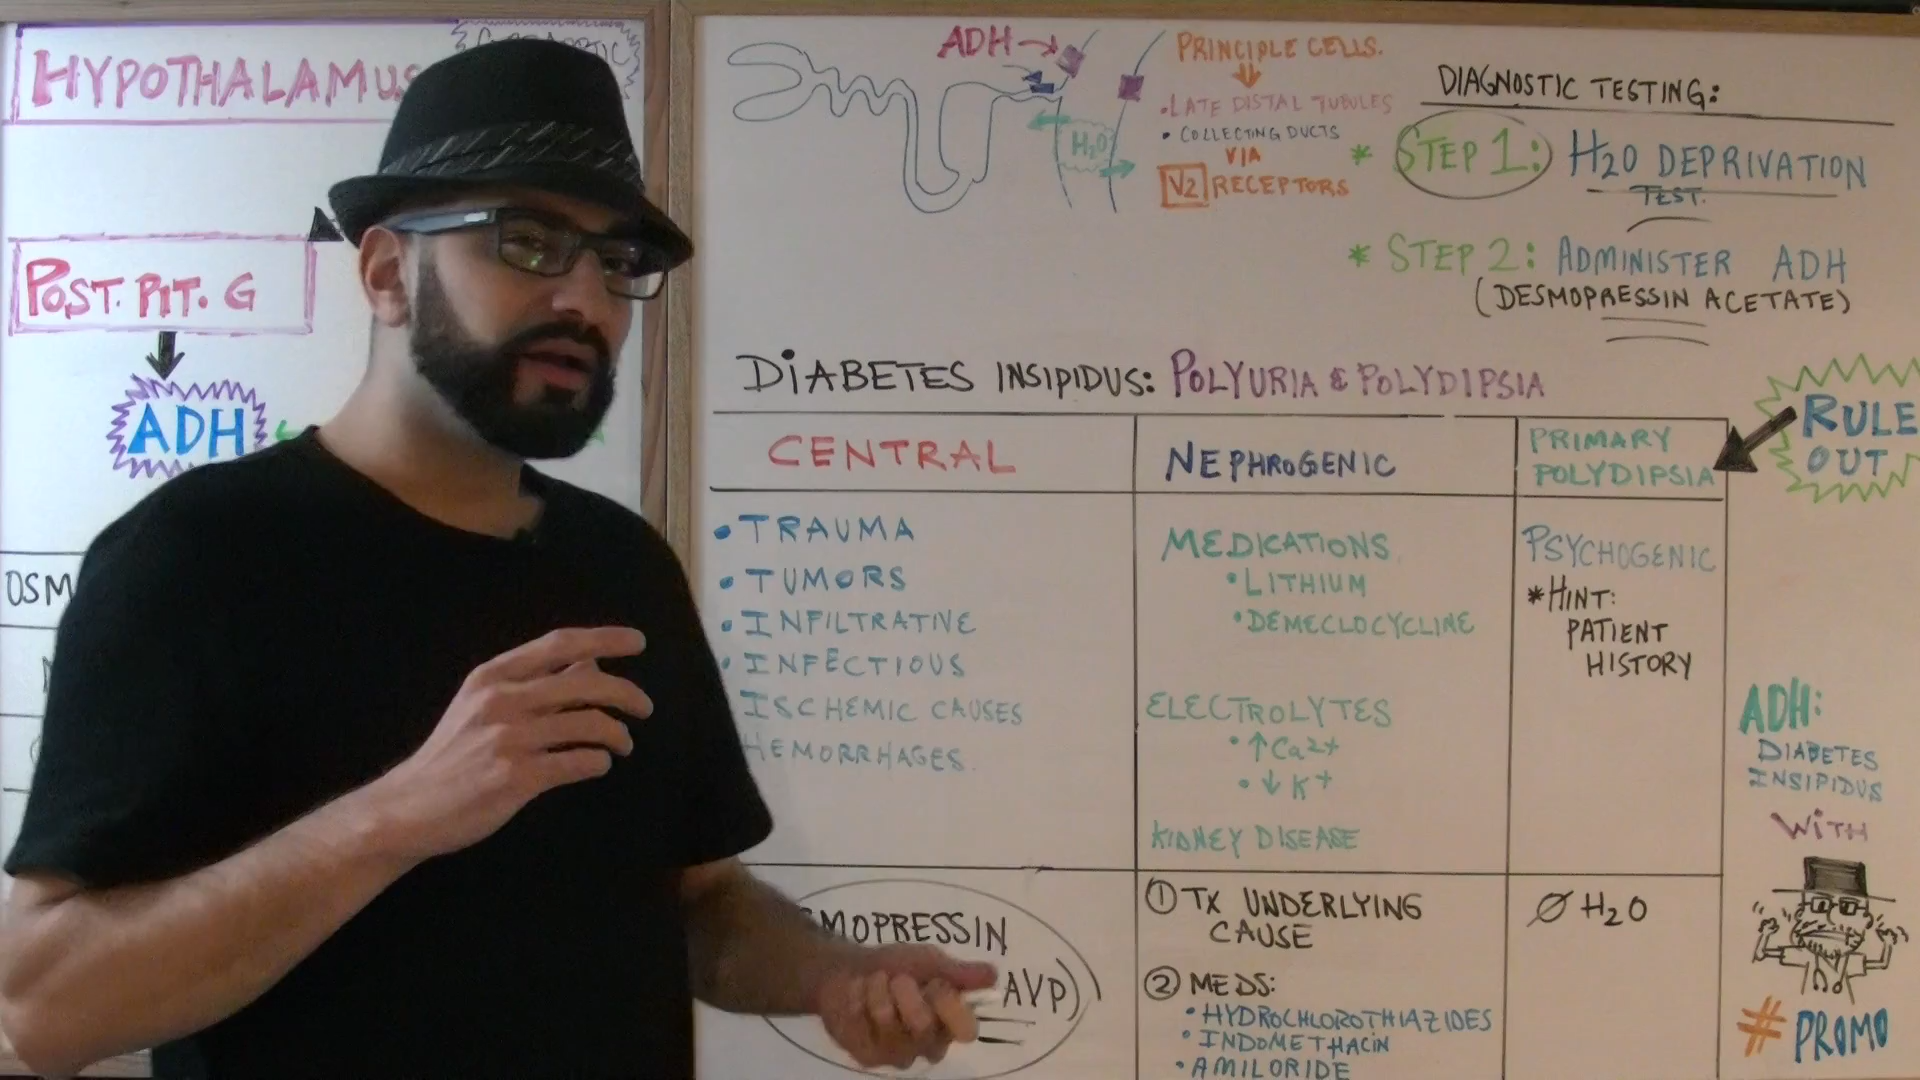 HYPOTHALAMUS
POST. PIT. G
ADH
OSM
ADH
PRINCIPLE CELLS.
• LATE DISTAL TUBULES
• COLLECTING DUCTS
VIA
V2 RECEPTORS
H2O
DIAGNOSTIC TESTING:
* STEP 1: H2O DEPRIVATION
TEST.
* STEP 2: ADMINISTER ADH
(DESMOPRESSIN ACETATE)
DIABETES INSIPIDUS: POLYURIA & POLYDIPSIA
RULE
OUT
CENTRAL
• TRAUMA
• TUMORS
• INFILTRATIVE
• INFECTIOUS
ISCHEMIC CAUSES
HEMORRHAGES.
MOPRESSIN
AVP)
NEPHROGENIC
MEDICATIONS
• LITHIUM
• DEMECLOCYCLINE
ELECTROLYTES
• ↑ Ca2+
• ↓ K+
KIDNEY DISEASE
① TX UNDERLYING
CAUSE
② MEDS:
• HYDROCHLOROTHIAZIDES
• INDOMETHACIN
• AMILORIDE
PRIMARY
POLYDIPSIA
PSYCHOGENIC
* HINT:
PATIENT
HISTORY
Ø H2O
ADH:
DIABETES
INSIPIDUS
WITH
# PROMO